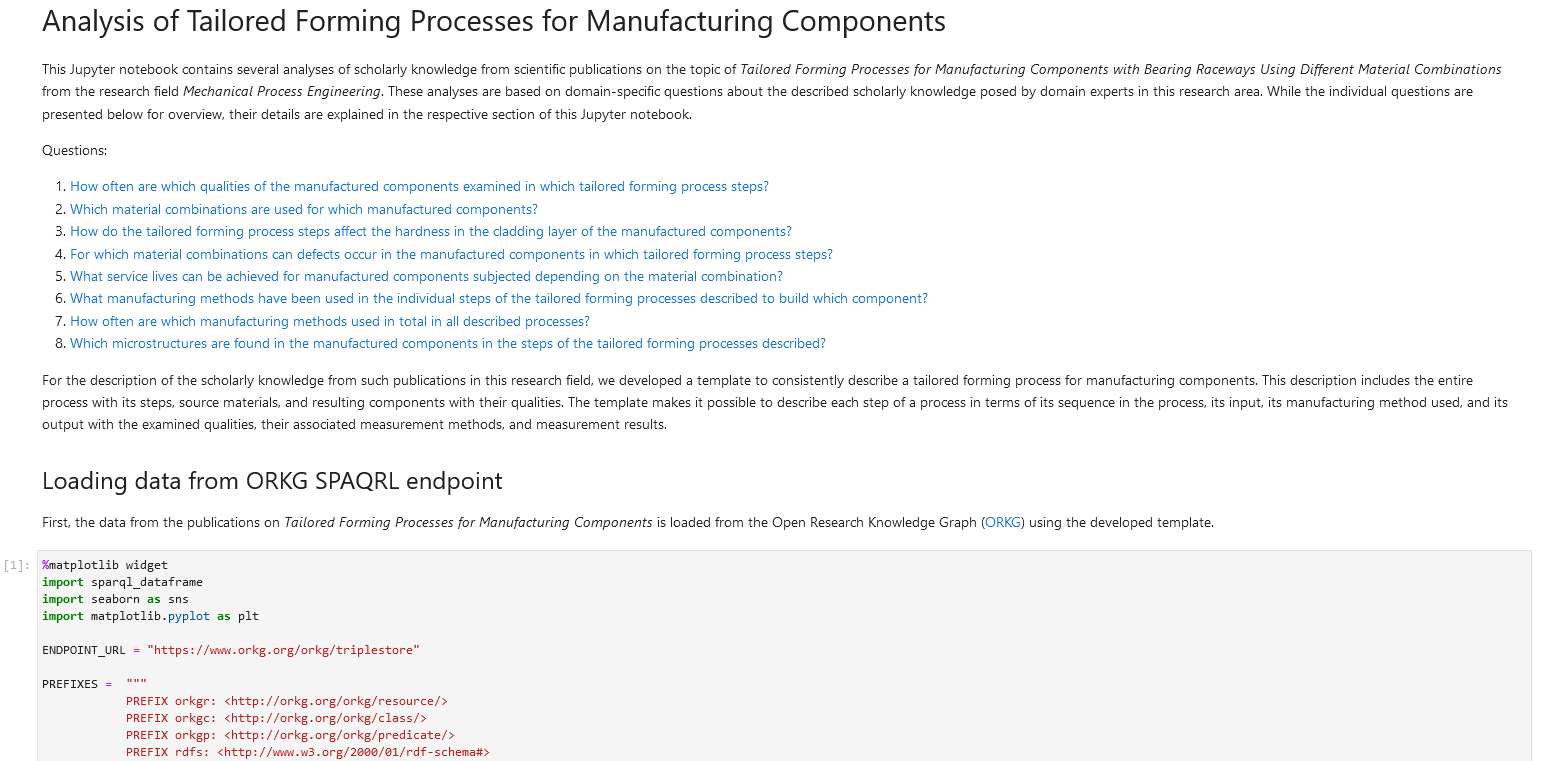 Analysis of Tailored Forming Processes for Manufacturing Components
This Jupyter notebook contains several analyses of scholarly knowledge from scientific publications on the topic of Tailored Forming Processes for Manufacturing Components with Bearing Raceways Using Different Material Combinations
from the research field Mechanical Process Engineering. These analyses are based on domain-specific questions about the described scholarly knowledge posed by domain experts in this research area. While the individual questions are
presented below for overview, their details are explained in the respective section of this Jupyter notebook.
Questions:
1. How often are which qualities of the manufactured components examined in which tailored forming process steps?
2. Which material combinations are used for which manufactured components?
3. How do the tailored forming process steps affect the hardness in the cladding layer of the manufactured components?
4. For which material combinations can defects occur in the manufactured components in which tailored forming process steps?
5. What service lives can be achieved for manufactured components subjected depending on the material combination?
6. What manufacturing methods have been used in the individual steps of the tailored forming processes described to build which component?
7. How often are which manufacturing methods used in total in all described processes?
8. Which microstructures are found in the manufactured components in the steps of the tailored forming processes described?
For the description of the scholarly knowledge from such publications in this research field, we developed a template to consistently describe a tailored forming process for manufacturing components. This description includes the entire
process with its steps, source materials, and resulting components with their qualities. The template makes it possible to describe each step of a process in terms of its sequence in the process, its input, its manufacturing method used, and its
output with the examined qualities, their associated measurement methods, and measurement results.
Loading data from ORKG SPAQRL endpoint
First, the data from the publications on Tailored Forming Processes for Manufacturing Components is loaded from the Open Research Knowledge Graph (ORKG) using the developed template.
[1]: %matplotlib widget
import sparql_dataframe
import seaborn as sns
import matplotlib.pyplot as plt
ENDPOINT_URL = "https://www.orkg.org/orkg/triplestore"
PREFIXES = """
PREFIX orkgr: <http://orkg.org/orkg/resource/>
PREFIX orkgc: <http://orkg.org/orkg/class/>
PREFIX orkgp: <http://orkg.org/orkg/predicate/>
PREFIX rdfs: <http://www.w3.org/2000/01/rdf-schema#>